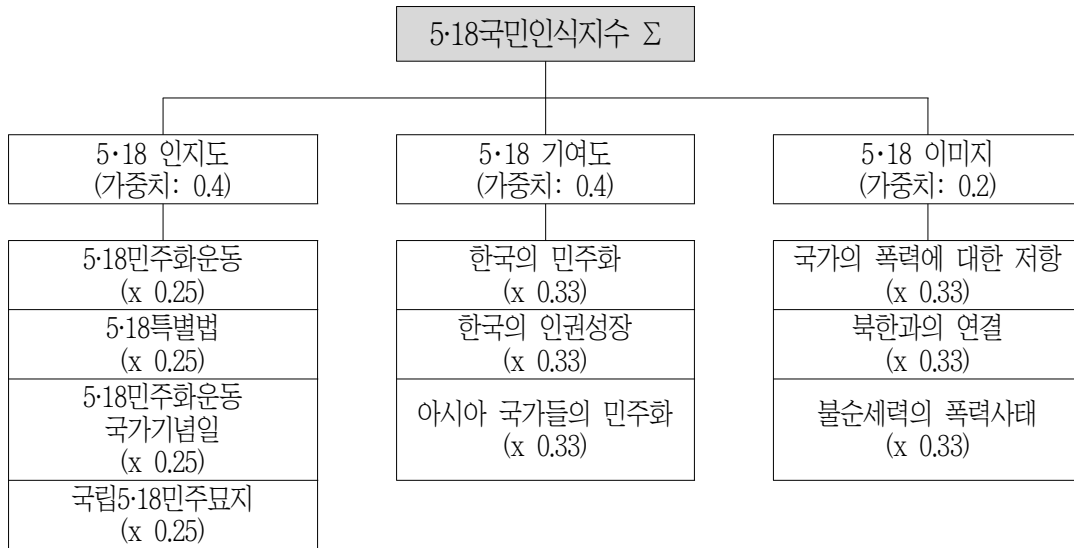 5·18국민인식지수 Σ
5·18 인지도
(가중치: 0.4)
5·18민주화운동
(x 0.25)
5·18특별법
(x 0.25)
5·18민주화운동
국가기념일
(x 0.25)
국립5·18민주묘지
(x 0.25)
5·18 기여도
(가중치: 0.4)
한국의 민주화
(x 0.33)
한국의 인권성장
(x 0.33)
아시아 국가들의 민주화
(x 0.33)
5·18 이미지
(가중치: 0.2)
국가의 폭력에 대한 저항
(x 0.33)
북한과의 연결
(x 0.33)
불순세력의 폭력사태
(x 0.33)